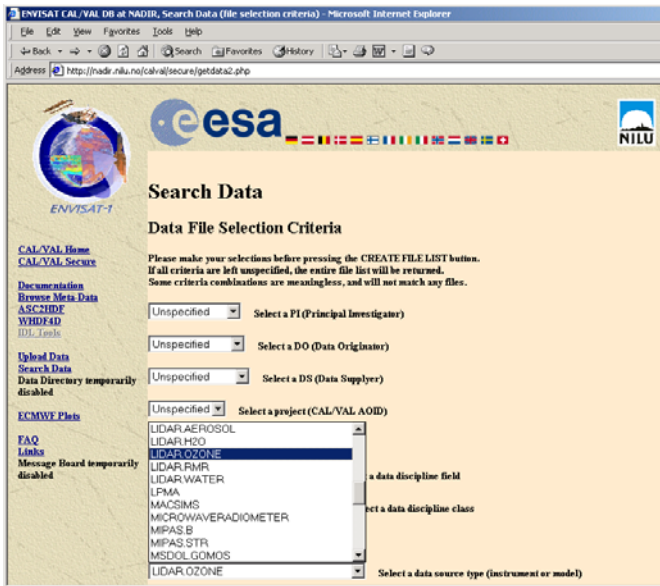 ENVISAT CAL/VAL DB at NADIR, Search Data (file selection criteria) - Microsoft Internet Explorer
File Edit View Favorites Tools Help
Back Search Favorites History
Address http://nadir.nilu.no/calval/secure/getdata2.php
esa
NILU
ENVISAT-1
Search Data
Data File Selection Criteria
CAL/VAL Home
CAL/VAL Secure
Documentation
Browse Meta-Data
ASC2HDF
WHDF4D
IDL Tools
Upload Data
Search Data
Data Directory temporarily
disabled
ECMWF Plots
FAQ
Links
Message Board temporarily
disabled
Please make your selections before pressing the CREATE FILE LIST button.
If all criteria are left unspecified, the entire file list will be returned.
Some criteria combinations are meaningless, and will not match any files.
Unspecified Select a PI (Principal Investigator)
Unspecified Select a DO (Data Originator)
Unspecified Select a DS (Data Supplyer)
Unspecified Select a project (CAL/VAL AOID)
LIDAR.AEROSOL
LIDAR.H2O
LIDAR.OZONE
LIDAR.RMR
LIDAR.WATER
LPMA
MACSIMS
MICROWAVERADIOMETER
MIPAS.B
MIPAS.STR
MSDOL.GOMOS
a data discipline field
ect a data discipline class
LIDAR.OZONE Select a data source type (instrument or model)